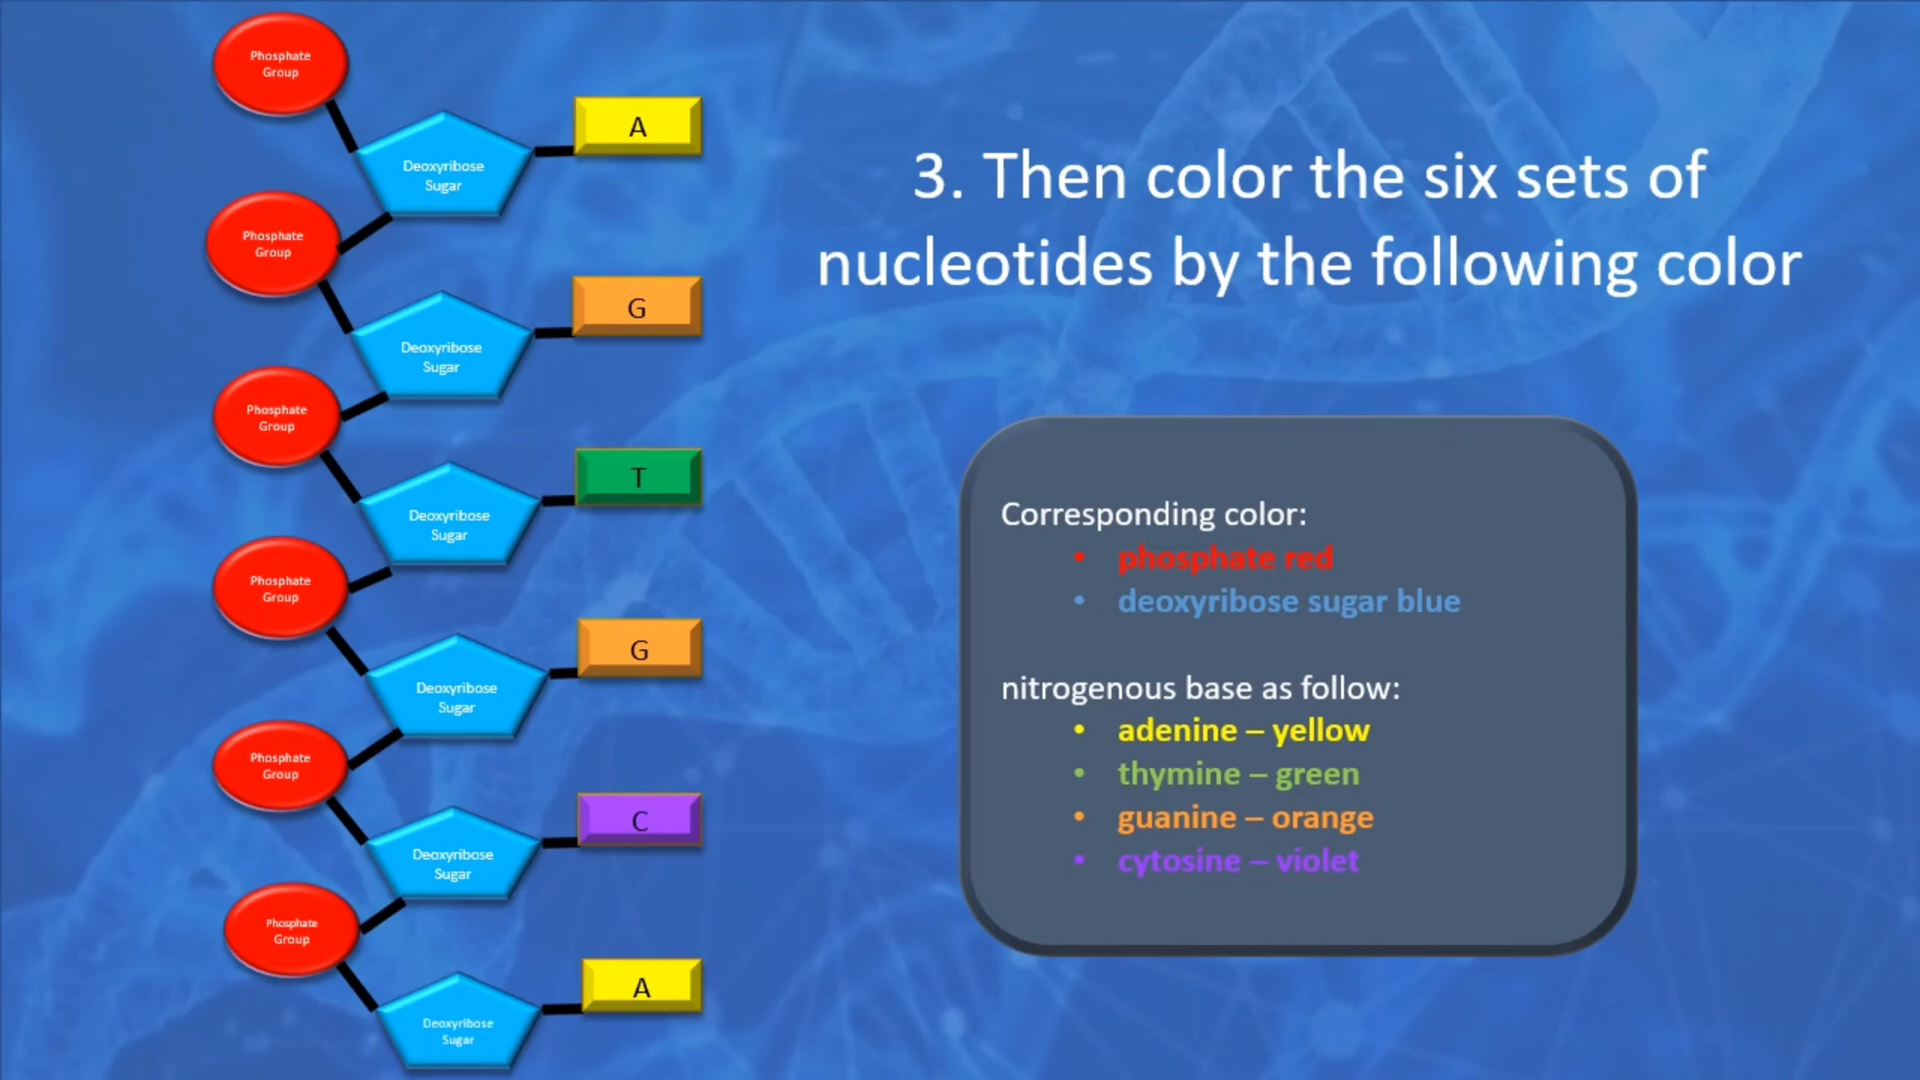 Phosphate
Group
A
Deoxyribose
Sugar
Phosphate
Group
G
Deoxyribose
Sugar
Phosphate
Group
T
Deoxyribose
Sugar
Phosphate
Group
G
Deoxyribose
Sugar
Phosphate
Group
C
Deoxyribose
Sugar
Phosphate
Group
A
Deoxyribose
Sugar
3. Then color the six sets of
nucleotides by the following color
Corresponding color:
• phosphate red
• deoxyribose sugar blue
nitrogenous base as follow:
• adenine – yellow
• thymine – green
• guanine – orange
• cytosine – violet